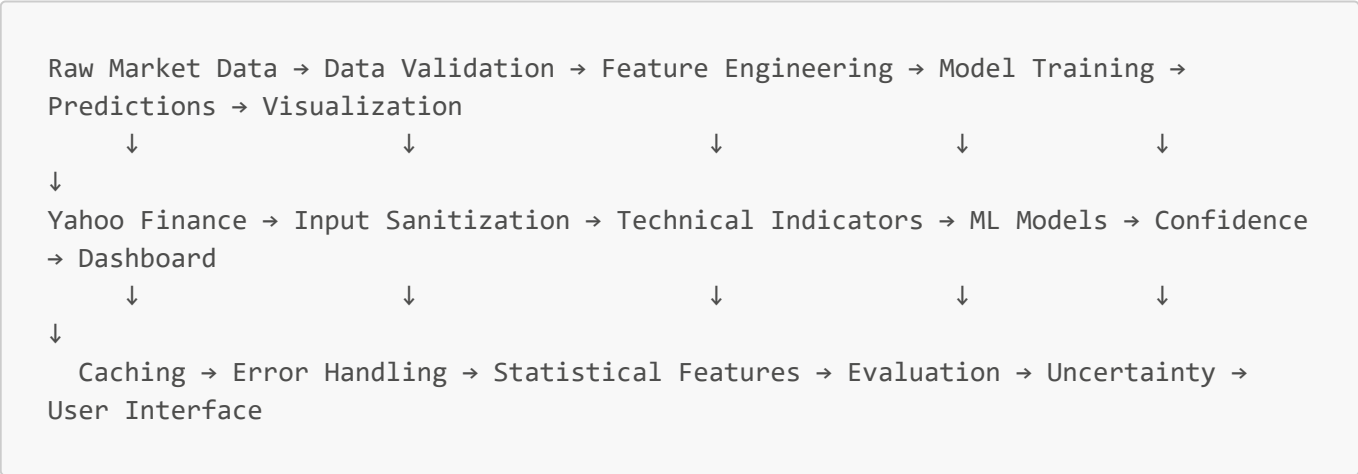 Raw Market Data → Data Validation → Feature Engineering → Model Training →
Predictions → Visualization
↓ ↓ ↓ ↓ ↓
↓
Yahoo Finance → Input Sanitization → Technical Indicators → ML Models → Confidence
→ Dashboard
↓ ↓ ↓ ↓ ↓
↓
Caching → Error Handling → Statistical Features → Evaluation → Uncertainty →
User Interface